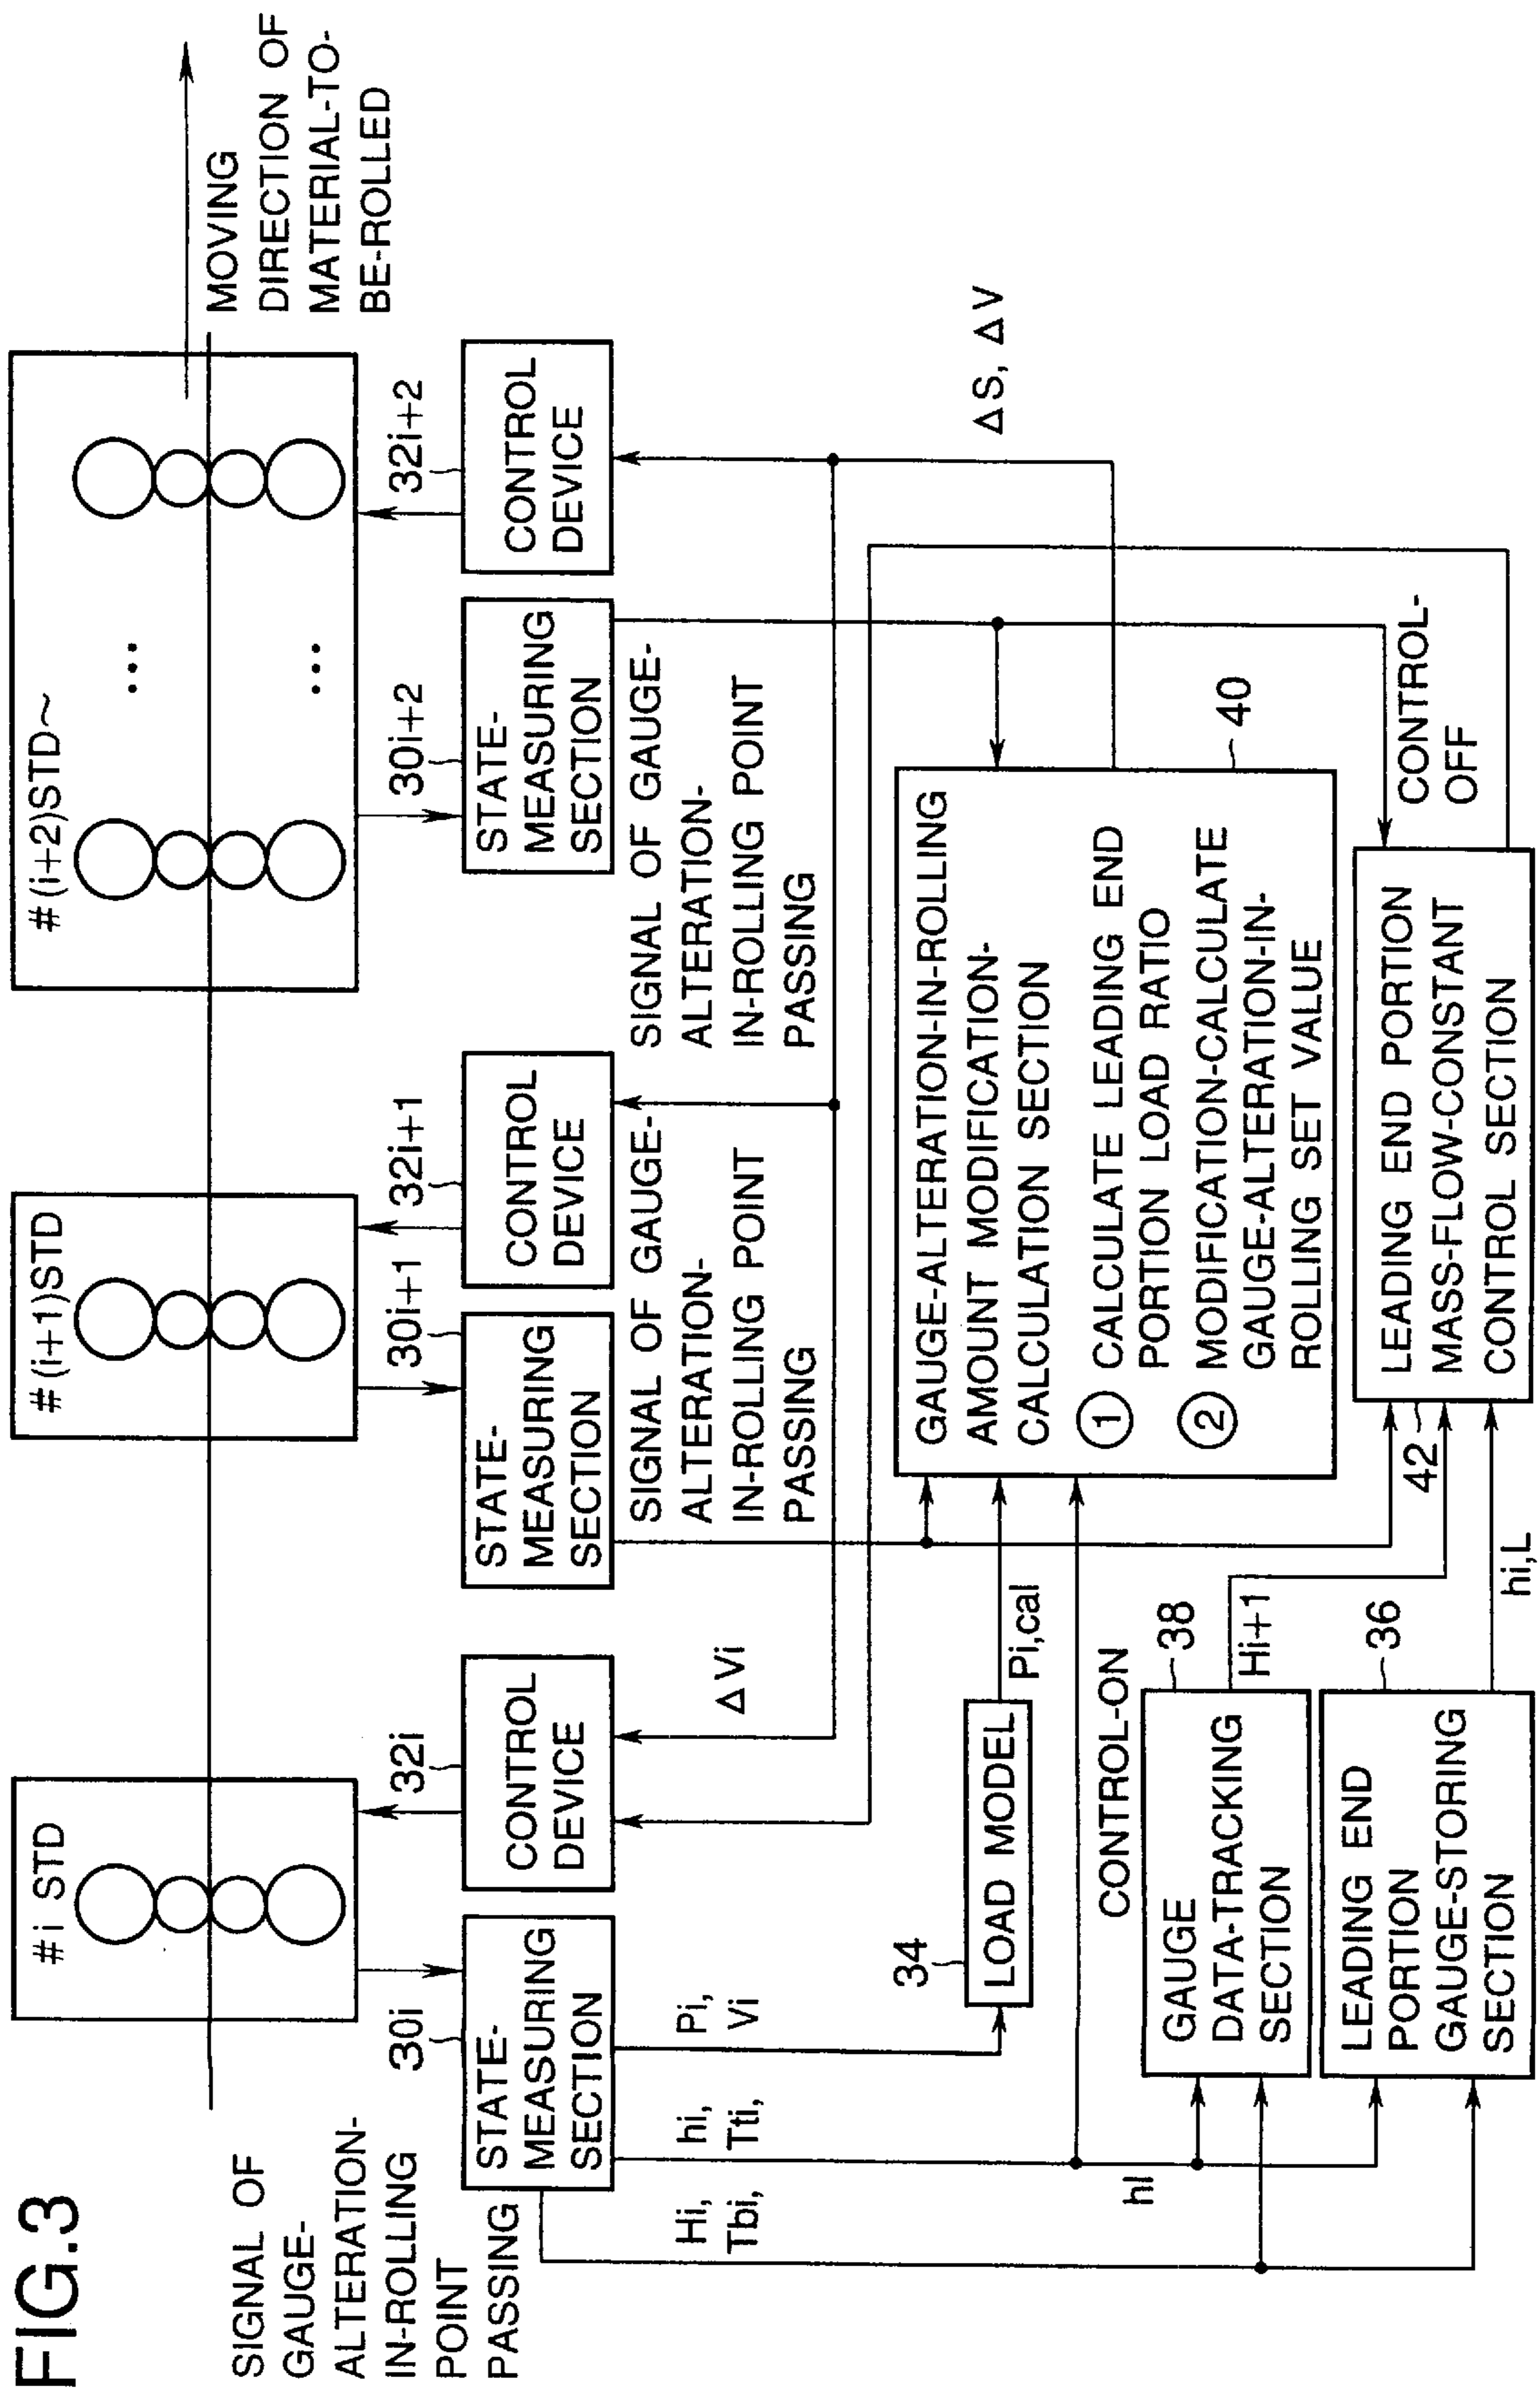 FIG.3
# i STD
# (i+1)STD
# (i+2)STD~
MOVING
DIRECTION OF
MATERIAL-TO-
BE-ROLLED
SIGNAL OF
GAUGE-
ALTERATION-
IN-ROLLING
POINT
PASSING
30i
STATE-
MEASURING
SECTION
32i
CONTROL
DEVICE
30i+1
STATE-
MEASURING
SECTION
32i+1
CONTROL
DEVICE
30i+2
STATE-
MEASURING
SECTION
32i+2
CONTROL
DEVICE
Hi,
Tbi,
hi,
Tti,
Pi,
Vi
ΔVi
SIGNAL OF GAUGE-
ALTERATION-
IN-ROLLING POINT
PASSING
SIGNAL OF GAUGE-
ALTERATION-
IN-ROLLING POINT
PASSING
ΔS, ΔV
34
LOAD MODEL
Pi,cal
GAUGE-ALTERATION-IN-ROLLING
AMOUNT MODIFICATION-
CALCULATION SECTION
① CALCULATE LEADING END
PORTION LOAD RATIO
② MODIFICATION-CALCULATE
GAUGE-ALTERATION-IN-
ROLLING SET VALUE
40
hI
CONTROL-ON
38
GAUGE
DATA-TRACKING
SECTION
Hi+1
36
LEADING END
PORTION
GAUGE-STORING
SECTION
hi,L
42
LEADING END PORTION
MASS-FLOW-CONSTANT
CONTROL SECTION
CONTROL-
OFF